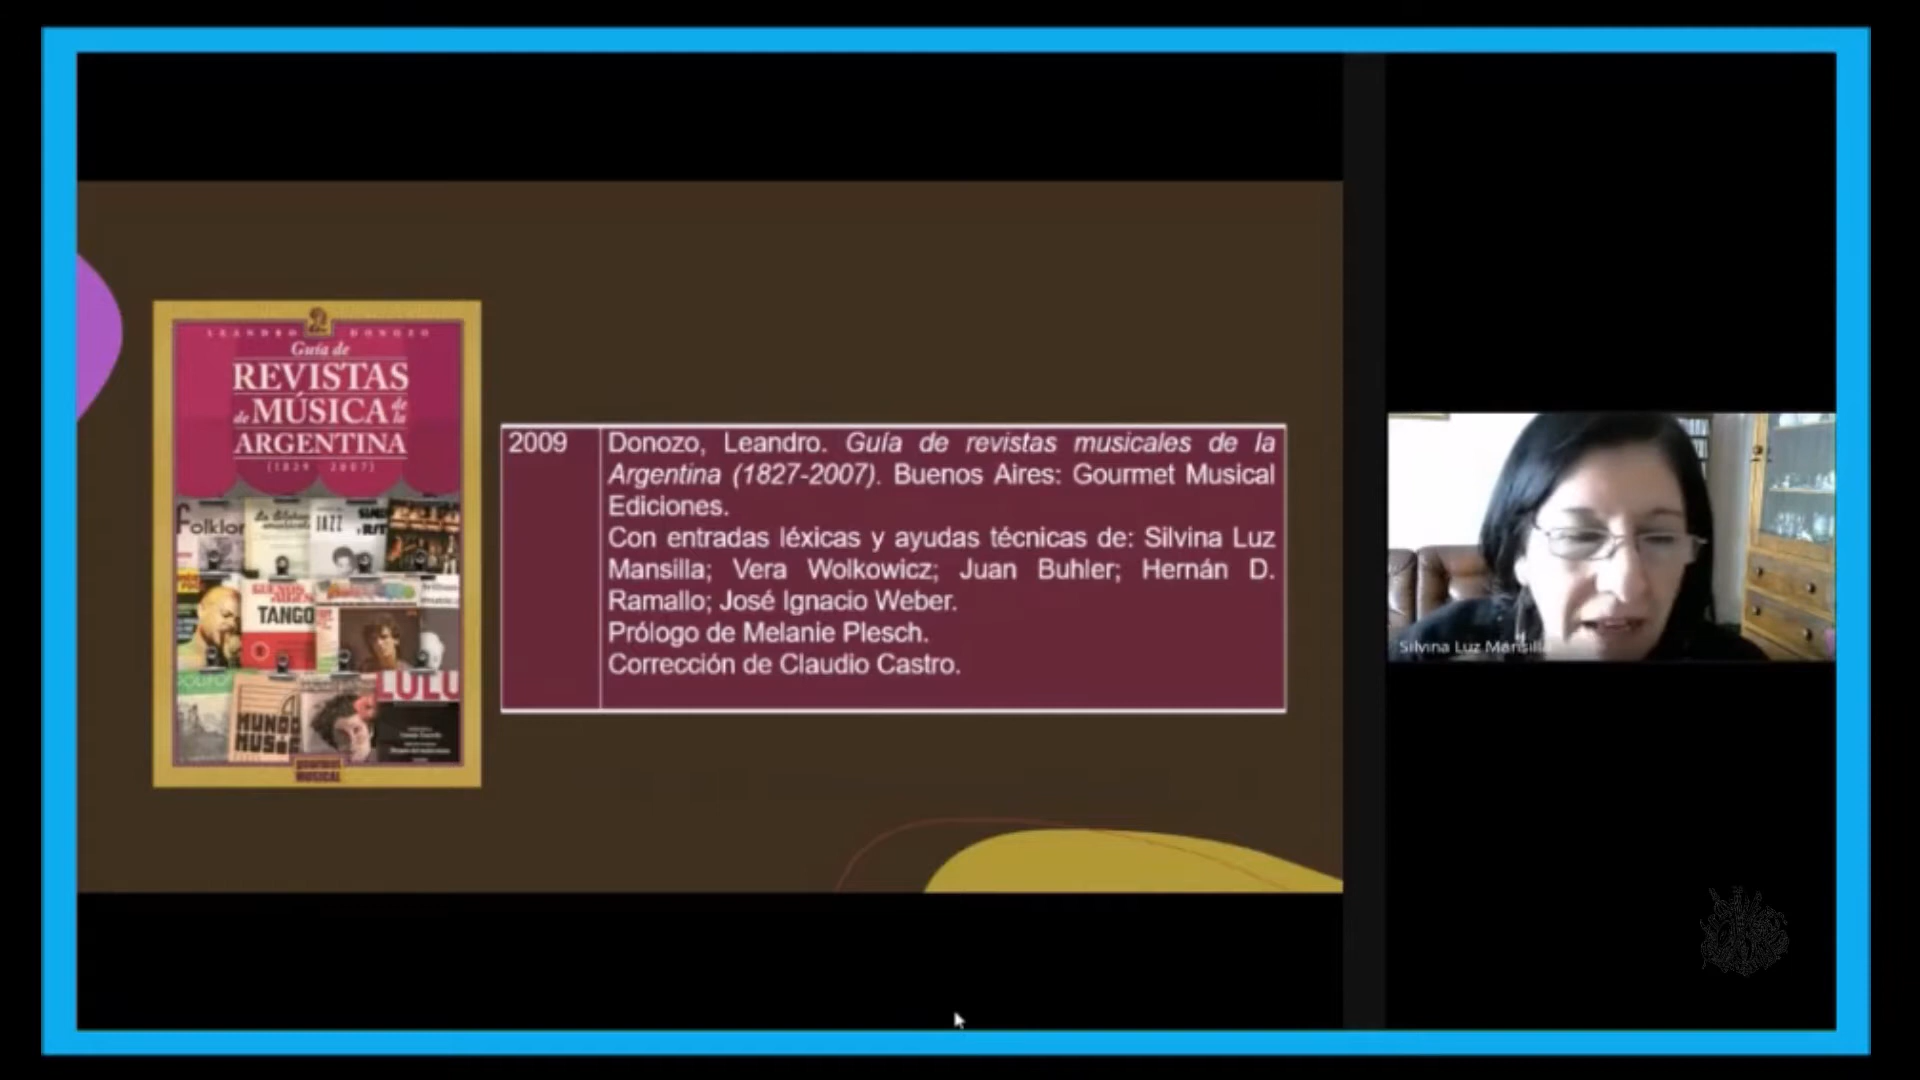 LEANDRO DONOZO
Guía de
REVISTAS
de MÚSICA de la
ARGENTINA
(1829 2007)
Folklor
JAZZ
TANGO
LULU
MUNDO
MUSIC
MUSICAL
2009
Donozo, Leandro. Guía de revistas musicales de la
Argentina (1827-2007). Buenos Aires: Gourmet Musical
Ediciones.
Con entradas léxicas y ayudas técnicas de: Silvina Luz
Mansilla; Vera Wolkowicz; Juan Buhler; Hernán D.
Ramallo; José Ignacio Weber.
Prólogo de Melanie Plesch.
Corrección de Claudio Castro.
Silvina Luz Mansilla